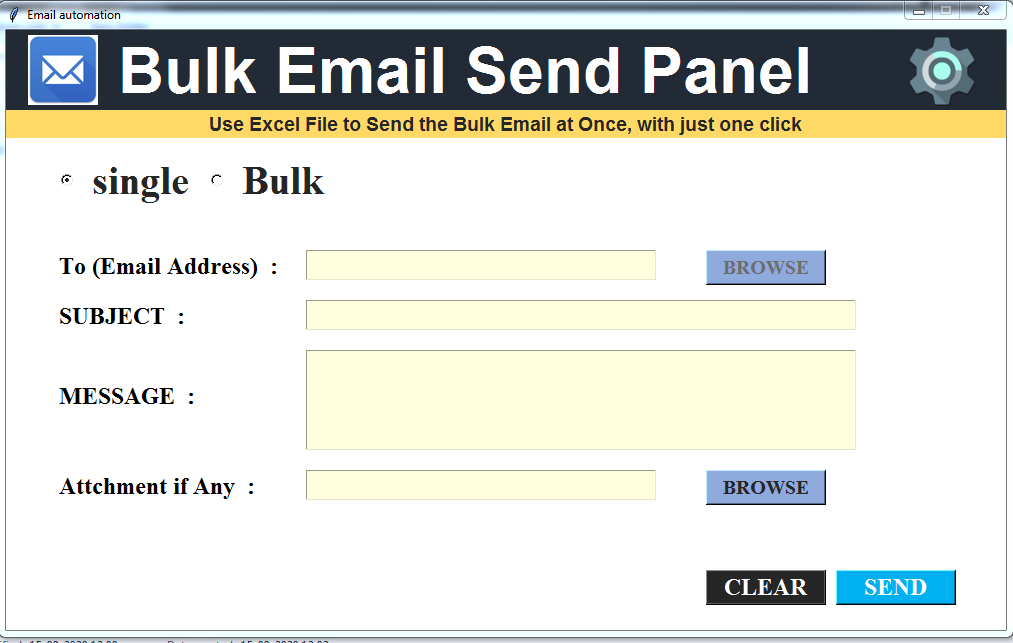 Email automation
Bulk Email Send Panel
Use Excel File to Send the Bulk Email at Once, with just one click
single Bulk
To (Email Address) : BROWSE
SUBJECT :
MESSAGE :
Attchment if Any : BROWSE
CLEAR SEND